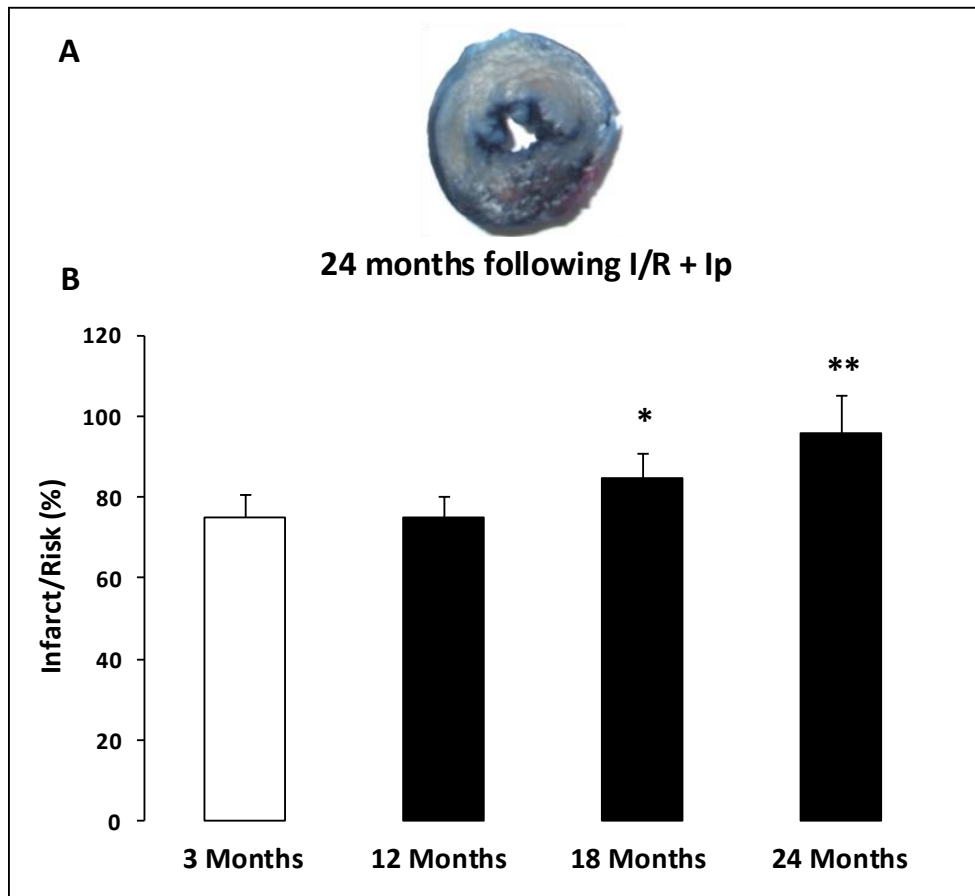 A
24 months following I/R + Ip
B
120
100
80
60
40
20
0
Infarct/Risk (%)
*
**
3 Months
12 Months
18 Months
24 Months